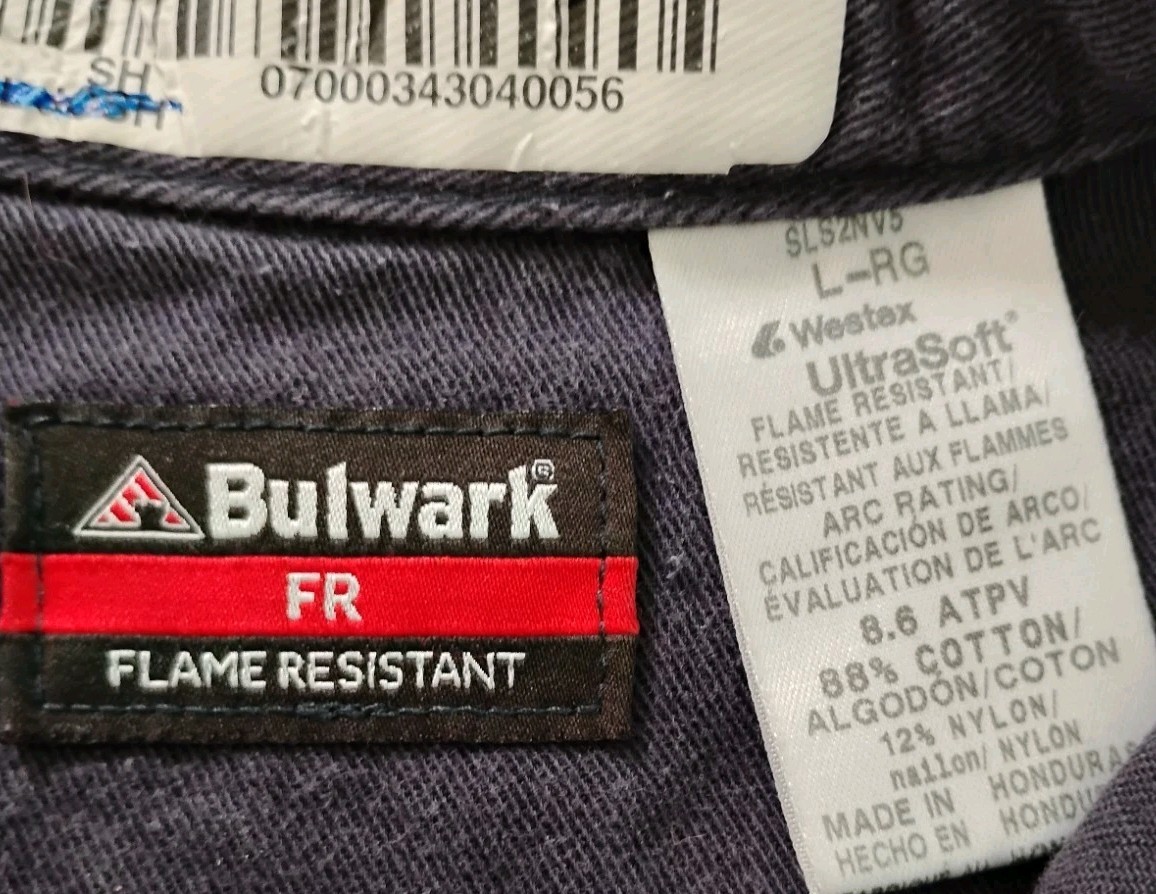 SH
07000343040056
SLS2NV5
L-RG
Westex
UltraSoft®
FLAME RESISTANT/
RESISTENTE A LLAMA/
RÉSISTANT AUX FLAMMES
ARC RATING/
CALIFICACIÓN DE ARCO/
ÉVALUATION DE L'ARC
8.6 ATPV
88% COTTON/
ALGODÓN/COTON
12% NYLON/
nailon/ NYLON
MADE IN HONDURAS
HECHO EN HONDU
Bulwark®
FR
FLAME RESISTANT